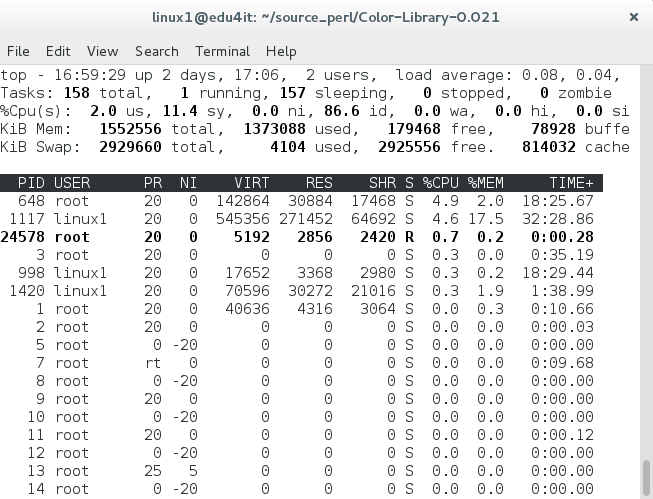 linux1@edu4it: ~/source_perl/Color-Library-0.021
×
File Edit View Search Terminal Help
top - 16:59:29 up 2 days, 17:06,  2 users,  load average: 0.08, 0.04,
Tasks: 158 total,   1 running, 157 sleeping,   0 stopped,   0 zombie
%Cpu(s):  2.0 us, 11.4 sy,  0.0 ni, 86.6 id,  0.0 wa,  0.0 hi,  0.0 si
KiB Mem:   1552556 total,  1373088 used,   179468 free,    78928 buffe
KiB Swap:  2929660 total,     4104 used,  2925556 free.   814032 cache
PID USER      PR  NI    VIRT    RES    SHR S %CPU %MEM     TIME+
648 root      20   0  142864  30884  17468 S  4.9  2.0  18:25.67
1117 linux1    20   0  545356 271452  64692 S  4.6 17.5  32:28.86
24578 root      20   0    5192   2856   2420 R  0.7  0.2   0:00.28
3 root      20   0       0      0      0 S  0.3  0.0   0:35.19
998 linux1    20   0   17652   3368   2980 S  0.3  0.2  18:29.44
1420 linux1    20   0   70596  30272  21016 S  0.3  1.9   1:38.99
1 root      20   0   40636   4316   3064 S  0.0  0.3   0:10.66
2 root      20   0       0      0      0 S  0.0  0.0   0:00.03
5 root       0 -20       0      0      0 S  0.0  0.0   0:00.00
7 root      rt   0       0      0      0 S  0.0  0.0   0:09.68
8 root       0 -20       0      0      0 S  0.0  0.0   0:00.00
9 root      20   0       0      0      0 S  0.0  0.0   0:00.00
10 root       0 -20       0      0      0 S  0.0  0.0   0:00.00
11 root      20   0       0      0      0 S  0.0  0.0   0:00.12
12 root       0 -20       0      0      0 S  0.0  0.0   0:00.00
13 root      25   5       0      0      0 S  0.0  0.0   0:00.00
14 root       0 -20       0      0      0 S  0.0  0.0   0:00.00